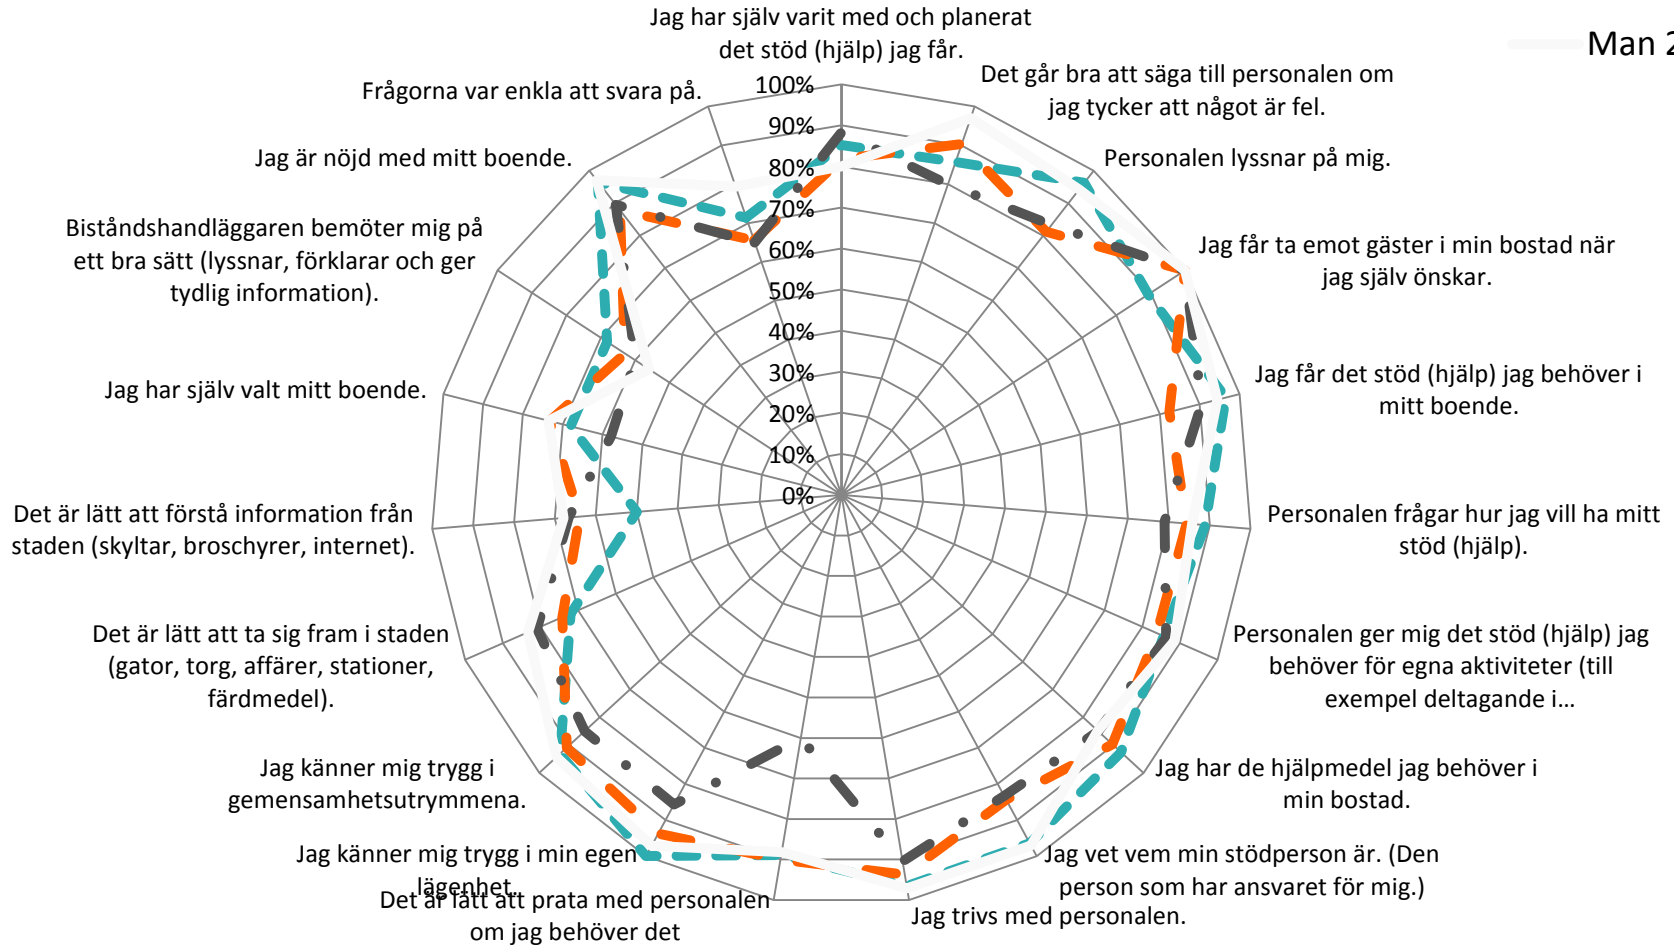 Jag har själv varit med och planerat
det stöd (hjälp) jag får.
Man 2
Det går bra att säga till personalen om
jag tycker att något är fel.
Personalen lyssnar på mig.
Jag får ta emot gäster i min bostad när
jag själv önskar.
Jag får det stöd (hjälp) jag behöver i
mitt boende.
Personalen frågar hur jag vill ha mitt
stöd (hjälp).
Personalen ger mig det stöd (hjälp) jag
behöver för egna aktiviteter (till
exempel deltagande i...
Jag har de hjälpmedel jag behöver i
min bostad.
Jag vet vem min stödperson är. (Den
person som har ansvaret för mig.)
Jag trivs med personalen.
Det är lätt att prata med personalen
om jag behöver det
Jag känner mig trygg i min egen
lägenhet.
Jag känner mig trygg i
gemensamhetsutrymmena.
Det är lätt att ta sig fram i staden
(gator, torg, affärer, stationer,
färdmedel).
Det är lätt att förstå information från
staden (skyltar, broschyrer, internet).
Jag har själv valt mitt boende.
Biståndshandläggaren bemöter mig på
ett bra sätt (lyssnar, förklarar och ger
tydlig information).
Jag är nöjd med mitt boende.
Frågorna var enkla att svara på.
100%
90%
80%
70%
60%
50%
40%
30%
20%
10%
0%